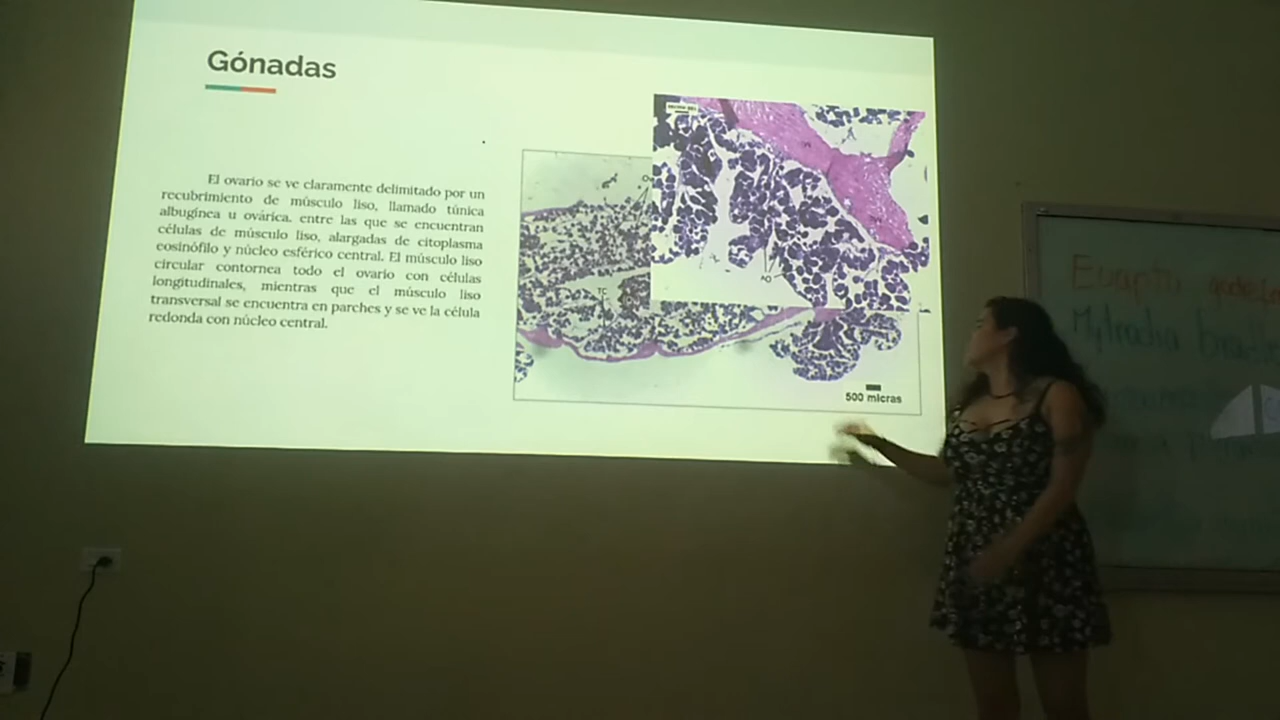 Gónadas
El ovario se ve claramente delimitado por un
recubrimiento de músculo liso, llamado túnica
albugínea u ovárica. entre las que se encuentran
células de músculo liso, alargadas de citoplasma
eosinófilo y núcleo esférico central. El músculo liso
circular contornea todo el ovario con células
longitudinales, mientras que el músculo liso
transversal se encuentra en parches y se ve la célula
redonda con núcleo central.
TC
AO
500 micras